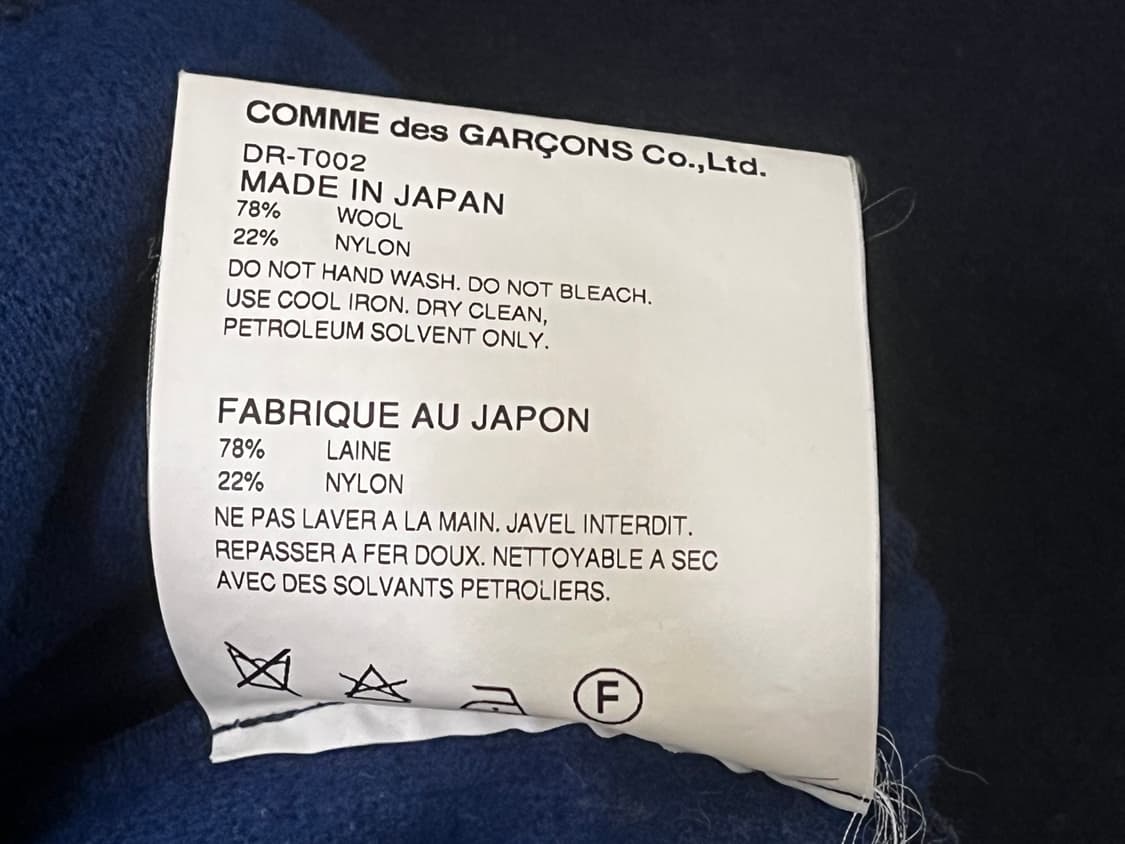 COMME des GARÇONS Co.,Ltd.
DR-T002
MADE IN JAPAN
78% WOOL
22% NYLON
DO NOT HAND WASH. DO NOT BLEACH.
USE COOL IRON. DRY CLEAN,
PETROLEUM SOLVENT ONLY.
FABRIQUE AU JAPON
78% LAINE
22% NYLON
NE PAS LAVER A LA MAIN. JAVEL INTERDIT.
REPASSER A FER DOUX. NETTOYABLE A SEC
AVEC DES SOLVANTS PETROLIERS.
F